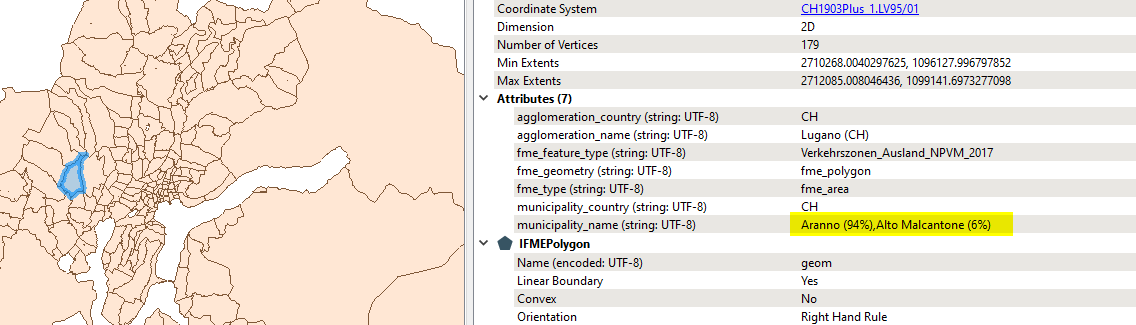 Coordinate System CH1903Plus_1.LV95/01
Dimension 2D
Number of Vertices 179
Min Extents 2710268.0040297625, 1096127.996797852
Max Extents 2712085.008046436, 1099141.6973277098
Attributes (7)
agglomeration_country (string: UTF-8) CH
agglomeration_name (string: UTF-8) Lugano (CH)
fme_feature_type (string: UTF-8) Verkehrszonen_Ausland_NPVM_2017
fme_geometry (string: UTF-8) fme_polygon
fme_type (string: UTF-8) fme_area
municipality_country (string: UTF-8) CH
municipality_name (string: UTF-8) Aranno (94%),Alto Malcantone (6%)
IFMEPolygon
Name (encoded: UTF-8) geom
Linear Boundary Yes
Convex No
Orientation Right Hand Rule